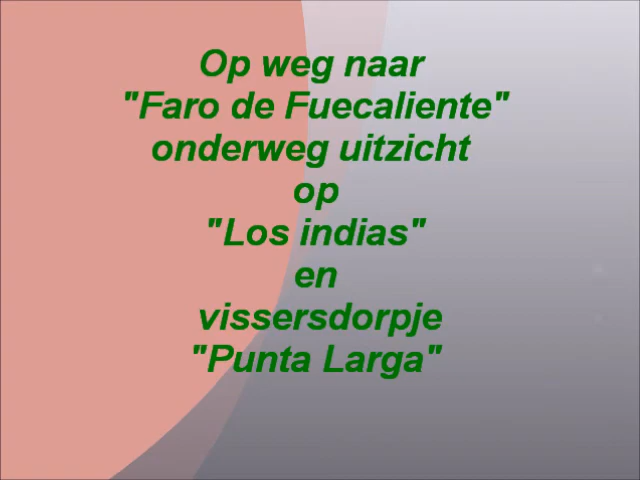 Op weg naar
"Faro de Fuecaliente"
onderweg uitzicht
op
"Los indias"
en
vissersdorpje
"Punta Larga"